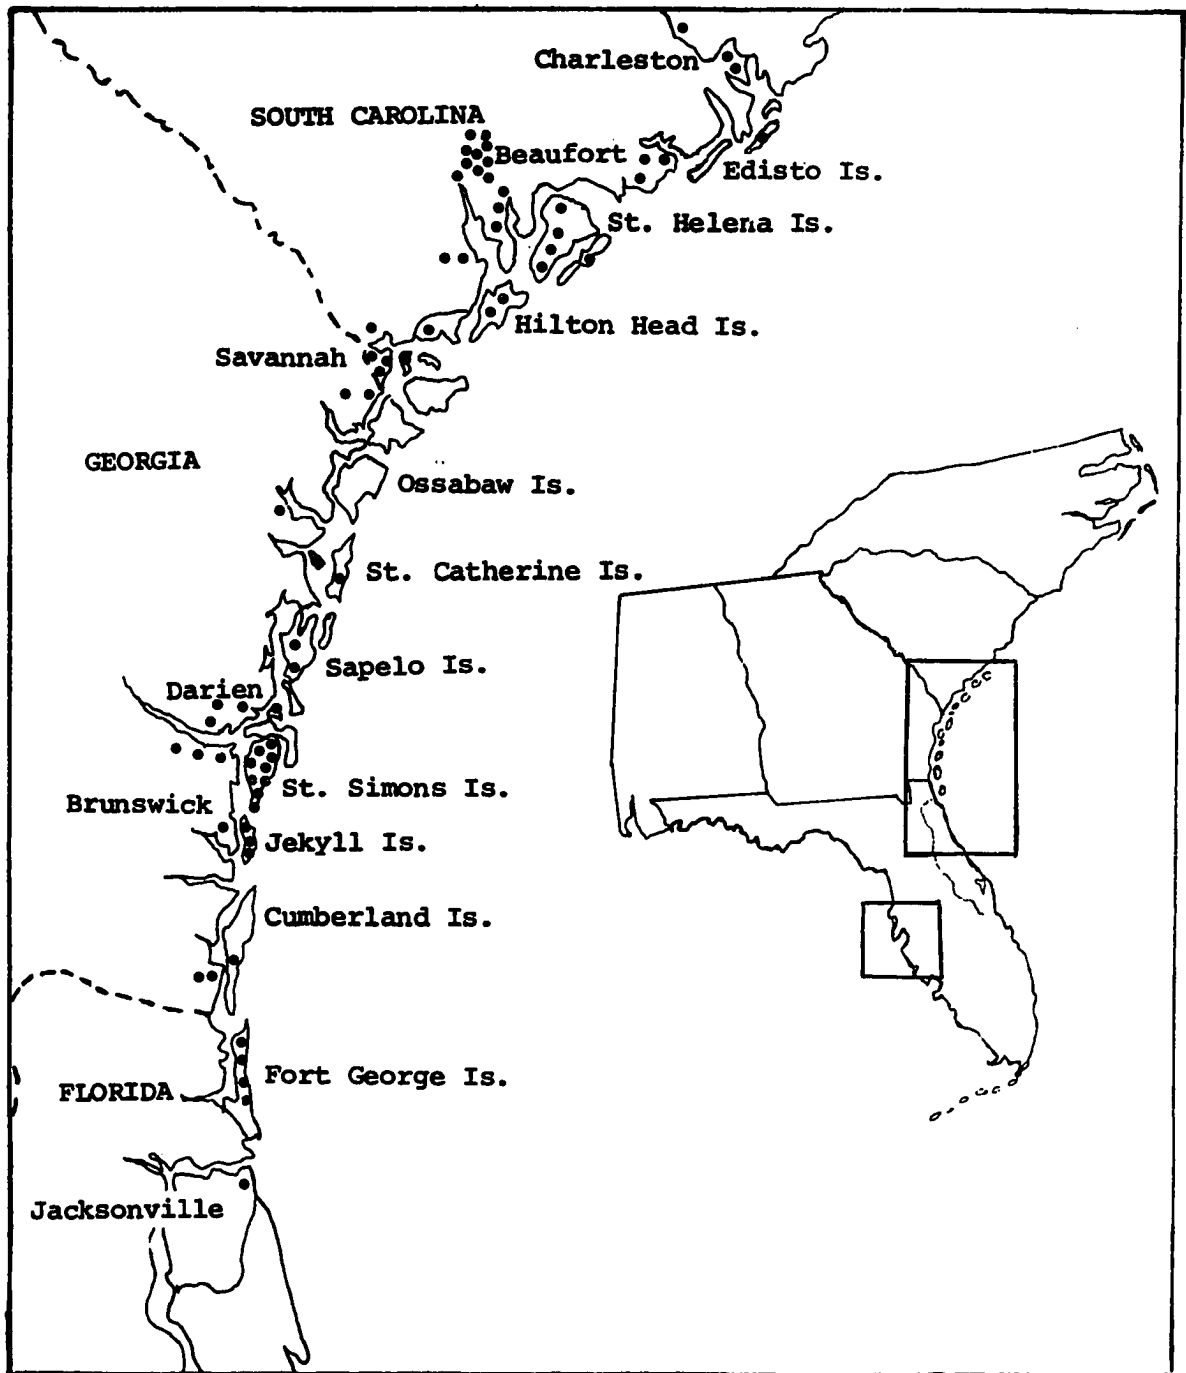 Charleston
SOUTH CAROLINA
Beaufort
Edisto Is.
St. Helena Is.
Hilton Head Is.
Savannah
GEORGIA
Ossabaw Is.
St. Catherine Is.
Sapelo Is.
Darien
St. Simons Is.
Brunswick
Jekyll Is.
Cumberland Is.
Fort George Is.
FLORIDA
Jacksonville